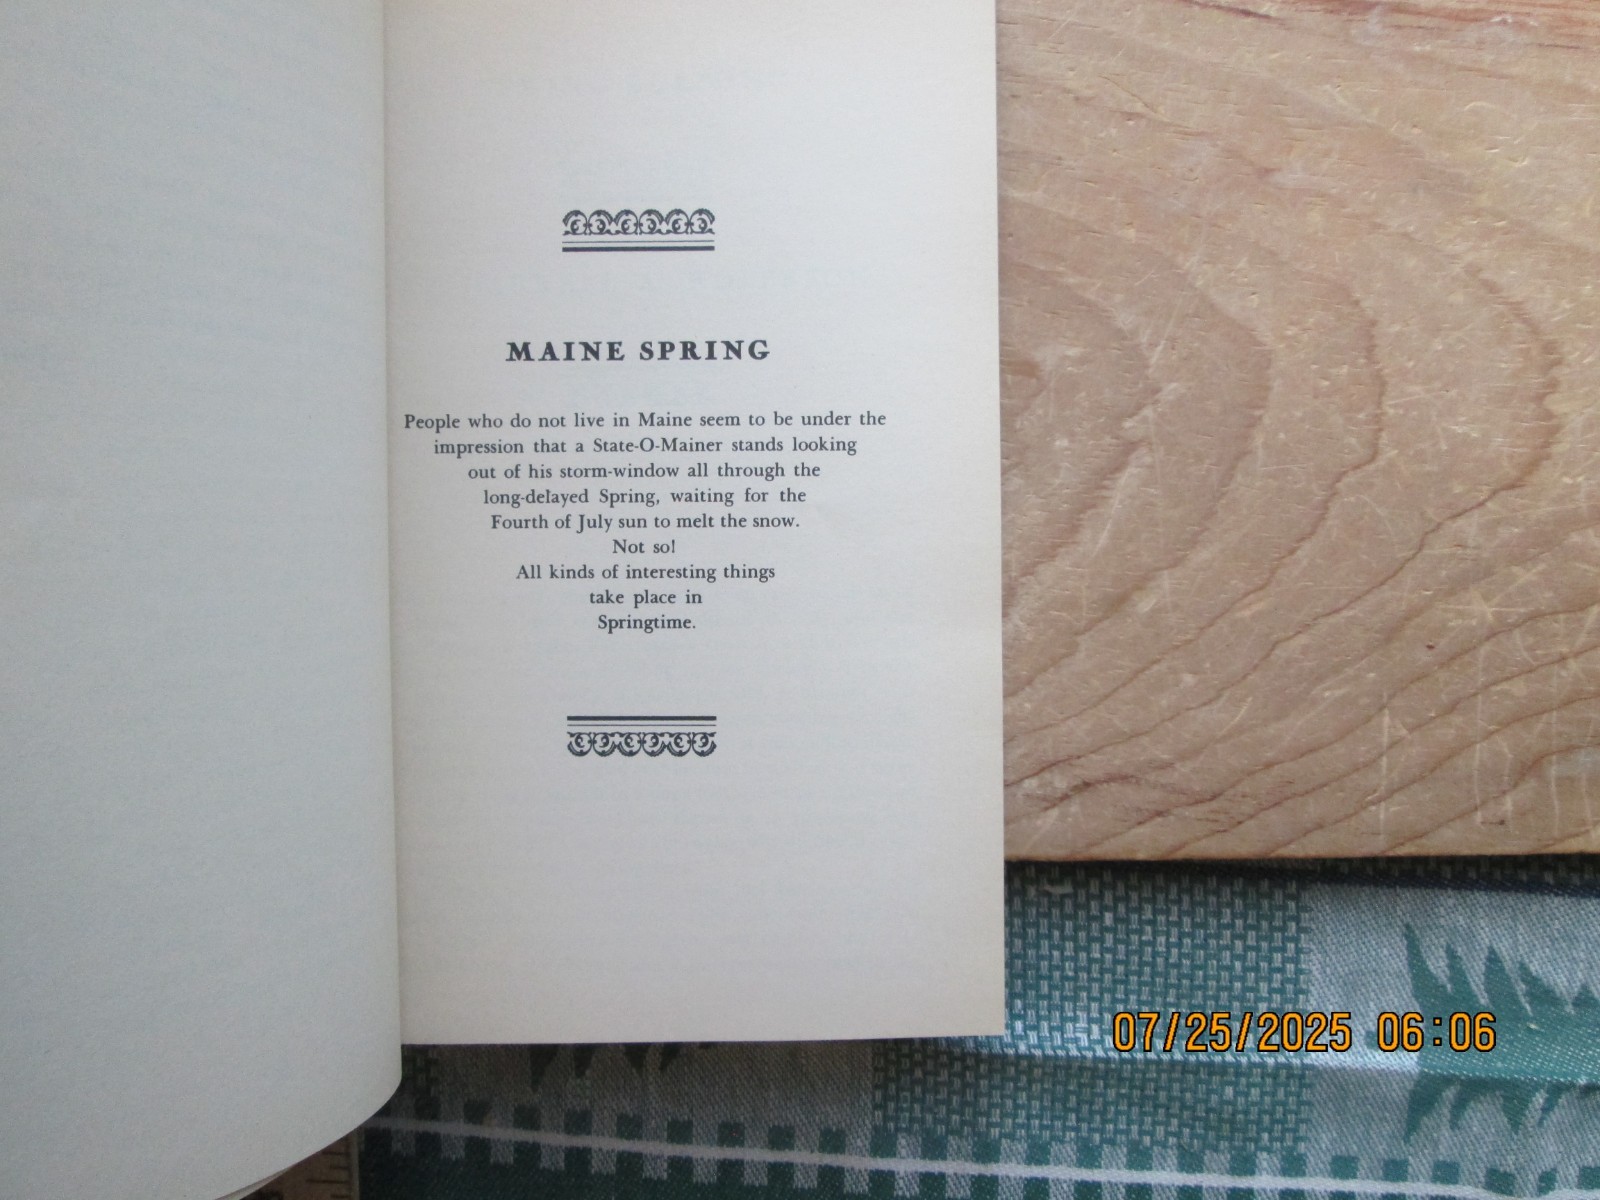 MAINE SPRING
People who do not live in Maine seem to be under the
impression that a State-O-Mainer stands looking
out of his storm-window all through the
long-delayed Spring, waiting for the
Fourth of July sun to melt the snow.
Not so!
All kinds of interesting things
take place in
Springtime.
07/25/2025 06:06